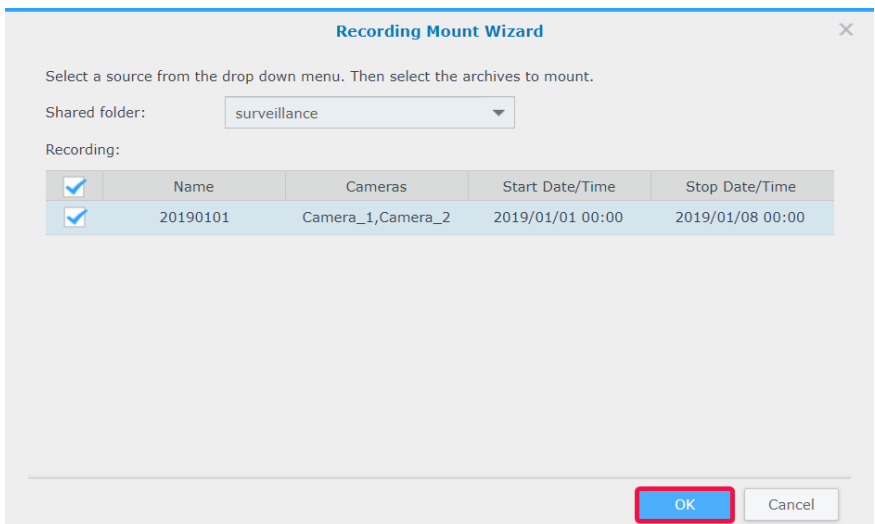 Recording Mount Wizard
Select a source from the drop down menu. Then select the archives to mount.
Shared folder: surveillance
Recording:
Name Cameras Start Date/Time Stop Date/Time
20190101 Camera_1,Camera_2 2019/01/01 00:00 2019/01/08 00:00
OK Cancel